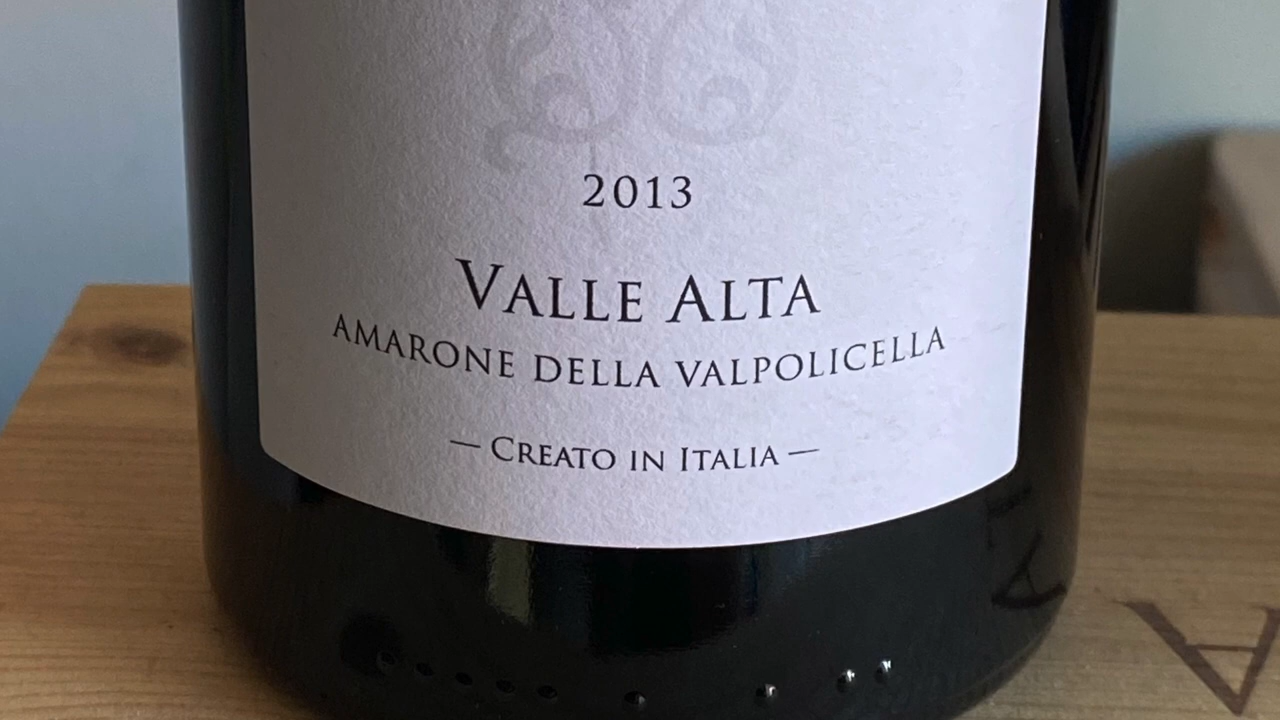 2013
VALLE ALTA
AMARONE DELLA VALPOLICELLA
— CREATO IN ITALIA —
A